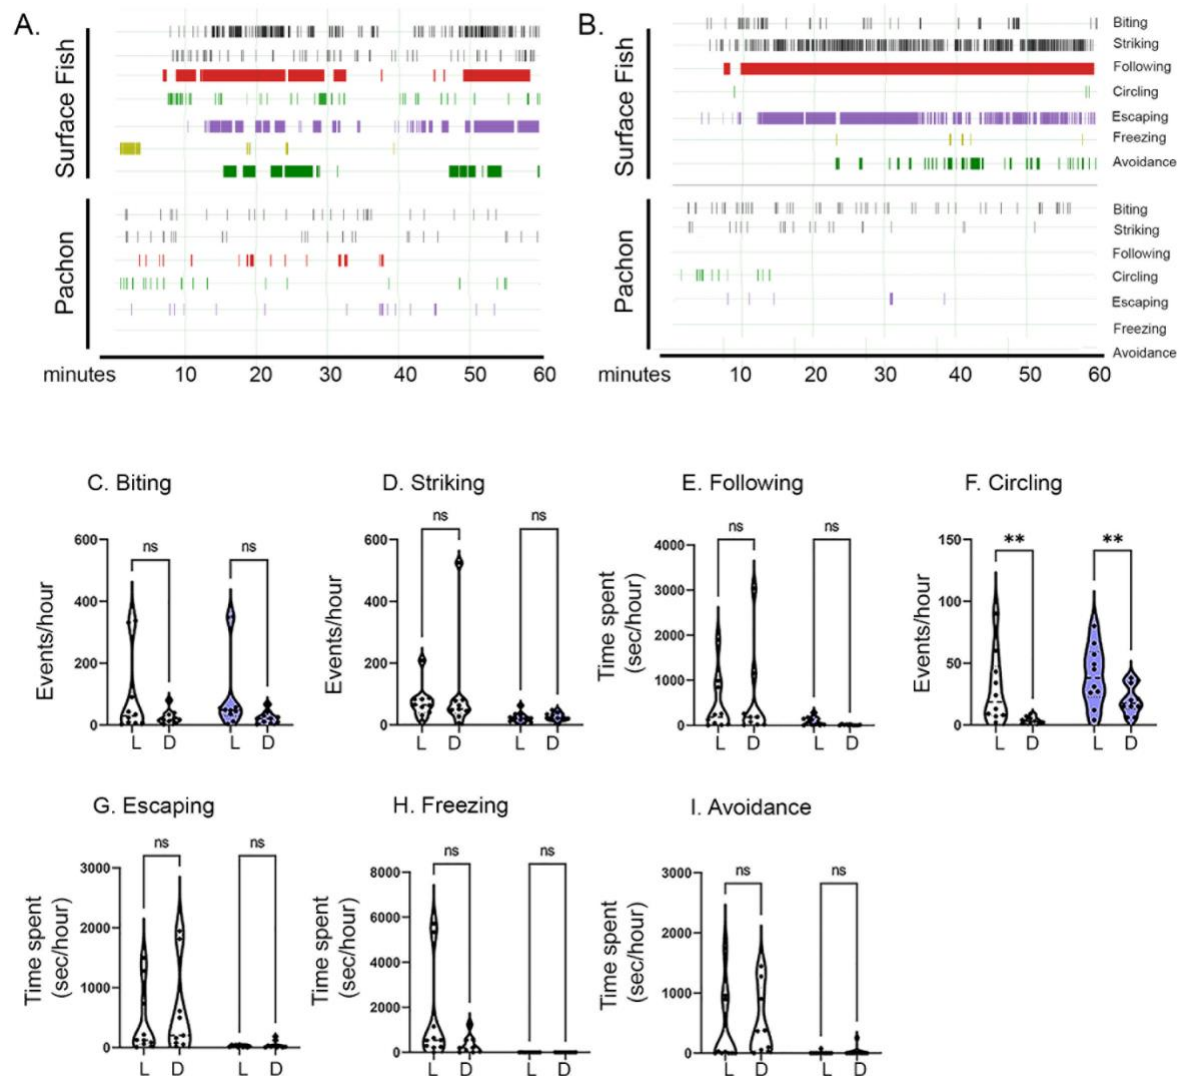 A.
B.
Surface Fish
Surface Fish
Biting
Striking
Following
Circling
Escaping
Freezing
Avoidance
Pachon
Pachon
Biting
Striking
Following
Circling
Escaping
Freezing
Avoidance
minutes 10 20 30 40 50 60
minutes 10 20 30 40 50 60
C. Biting
Events/hour
600
400
200
0
ns
ns
L D L D
D. Striking
Events/hour
600
400
200
0
ns
ns
L D L D
E. Following
Time spent
(sec/hour)
4000
3000
2000
1000
0
ns
ns
L D L D
F. Circling
Events/hour
150
100
50
0
**
**
L D L D
G. Escaping
Time spent
(sec/hour)
3000
2000
1000
0
ns
ns
L D L D
H. Freezing
Time spent
(sec/hour)
8000
6000
4000
2000
0
ns
ns
L D L D
I. Avoidance
Time spent
(sec/hour)
3000
2000
1000
0
ns
ns
L D L D